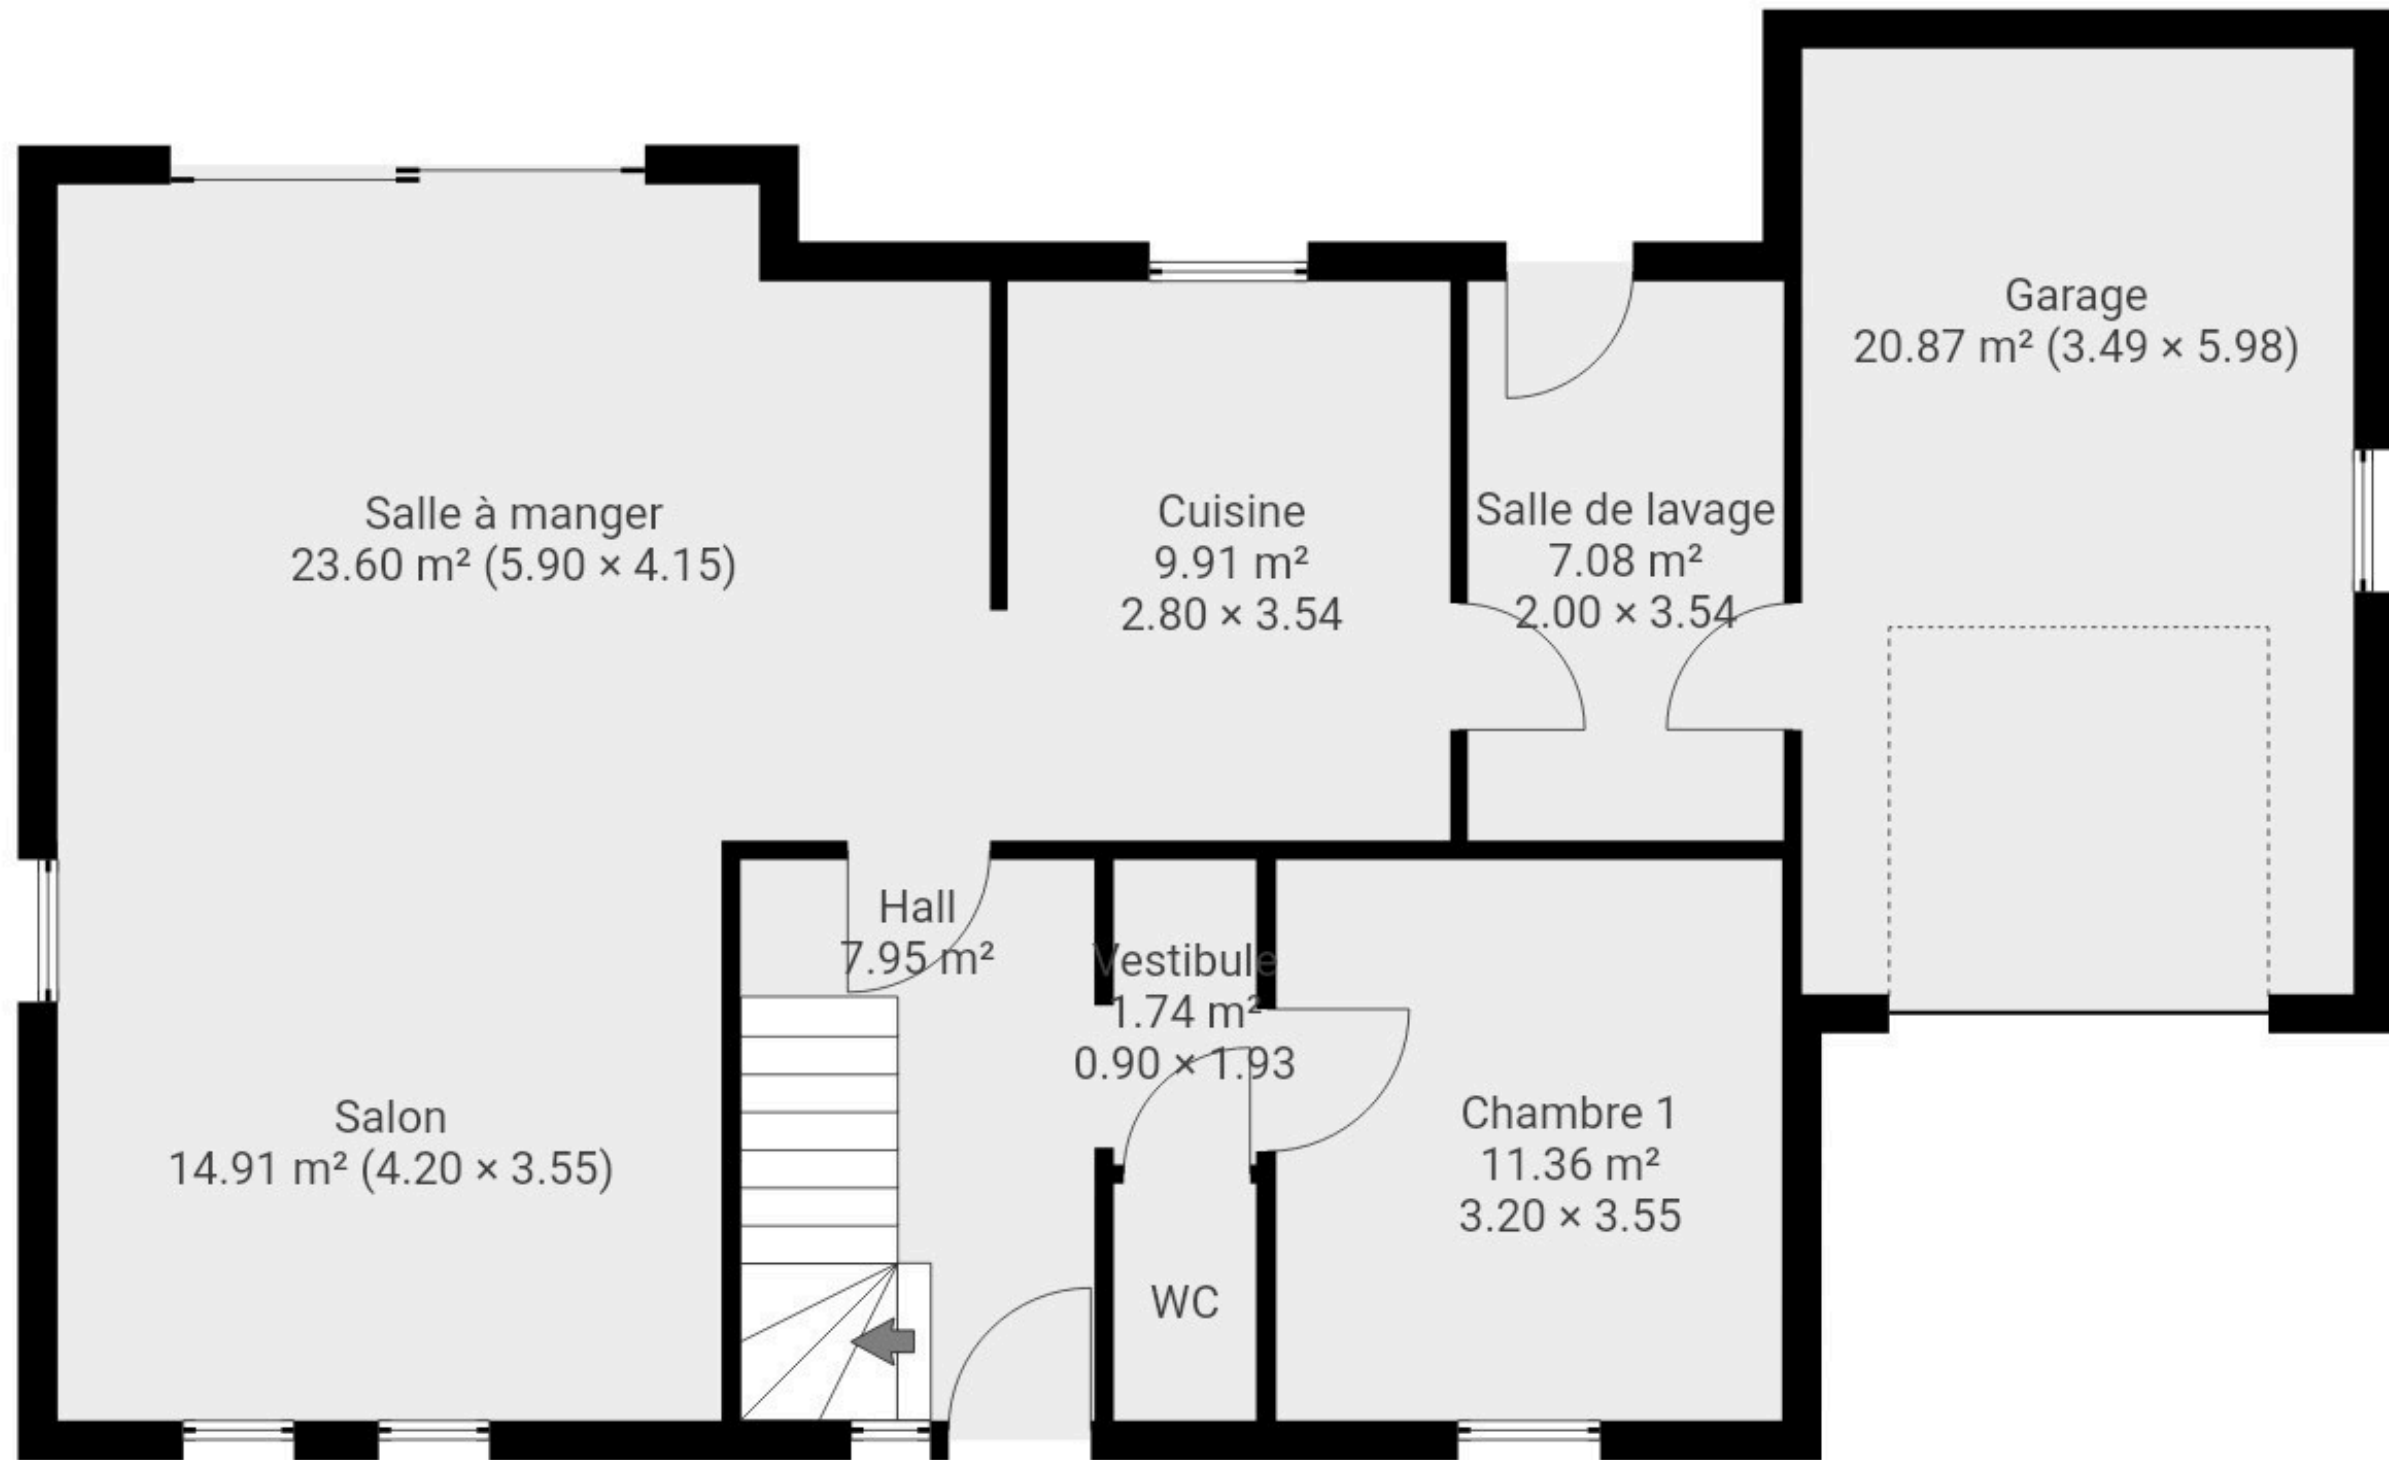 Garage
20.87 m² (3.49 × 5.98)
Salle à manger
23.60 m² (5.90 × 4.15)
Cuisine
9.91 m²
2.80 × 3.54
Salle de lavage
7.08 m²
2.00 × 3.54
Hall
7.95 m²
Vestibule
1.74 m²
0.90 × 1.93
Salon
14.91 m² (4.20 × 3.55)
Chambre 1
11.36 m²
3.20 × 3.55
WC